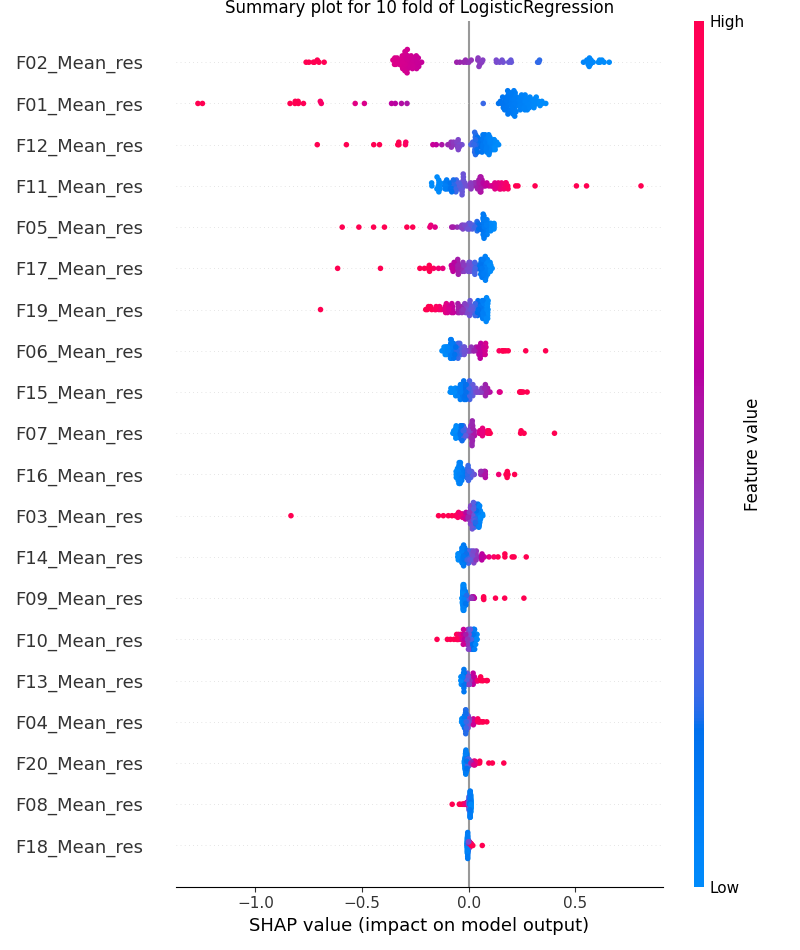 Summary plot for 10 fold of LogisticRegression
High
F02_Mean_res
F01_Mean_res
F12_Mean_res
F11_Mean_res
F05_Mean_res
F17_Mean_res
F19_Mean_res
F06_Mean_res
F15_Mean_res
F07_Mean_res
F16_Mean_res
F03_Mean_res
F14_Mean_res
F09_Mean_res
F10_Mean_res
F13_Mean_res
F04_Mean_res
F20_Mean_res
F08_Mean_res
F18_Mean_res
Feature value
Low
−1.0 −0.5 0.0 0.5
SHAP value (impact on model output)